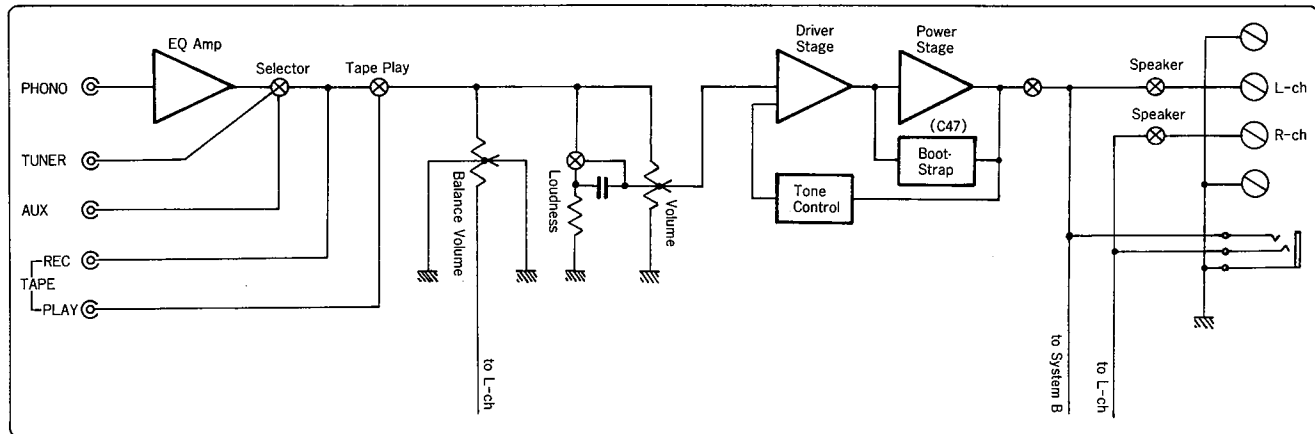 EQ Amp
Selector
Tape Play
Driver
Stage
Power
Stage
Speaker
PHONO
L-ch
Speaker
R-ch
(C47)
Boot-
Strap
TUNER
Tone
Control
AUX
Balance Volume
Loudness
Volume
REC
TAPE
PLAY
to L-ch
to System B
to L-ch